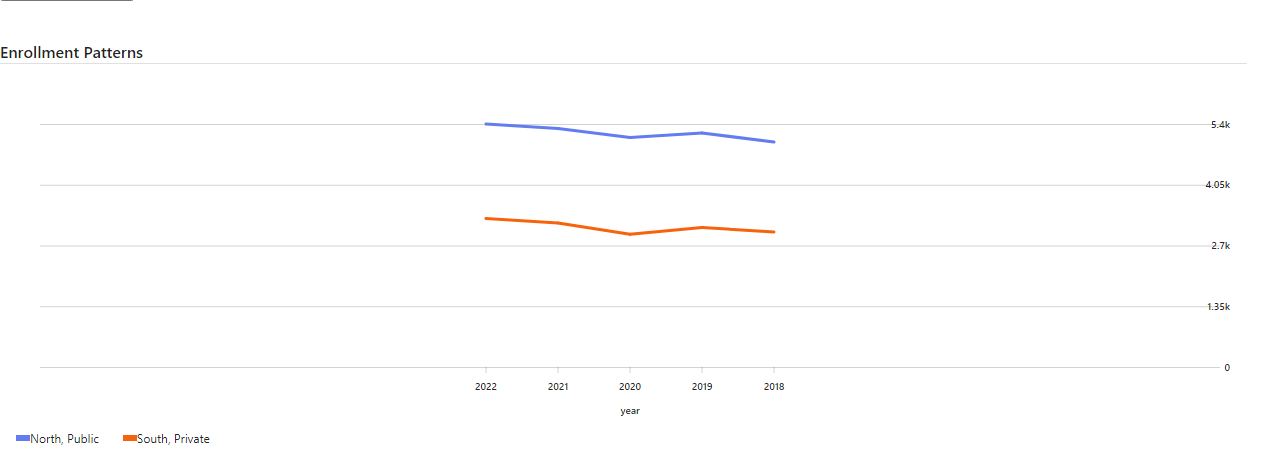 Enrollment Patterns
5.4k
4.05k
2.7k
1.35k
0
2022 2021 2020 2019 2018
year
North, Public South, Private